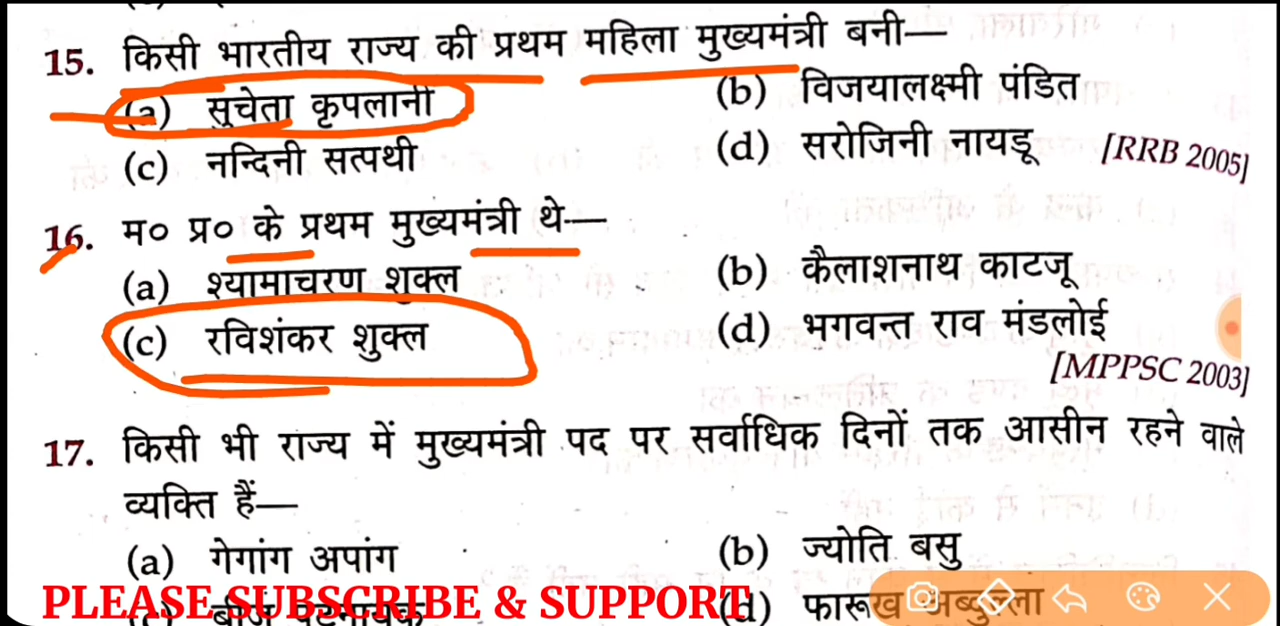 15. किसी भारतीय राज्य की प्रथम महिला मुख्यमंत्री बनी—
(a) सुचेता कृपलानी (b) विजयालक्ष्मी पंडित
(c) नन्दिनी सत्पथी (d) सरोजिनी नायडू [RRB 2005]
16. म० प्र० के प्रथम मुख्यमंत्री थे—
(a) श्यामाचरण शुक्ल (b) कैलाशनाथ काटजू
(c) रविशंकर शुक्ल (d) भगवन्त राव मंडलोई
[MPPSC 2003]
17. किसी भी राज्य में मुख्यमंत्री पद पर सर्वाधिक दिनों तक आसीन रहने वाले
व्यक्ति हैं—
(a) गेगांग अपांग (b) ज्योति बसु
(d) फारूख अब्दुल्ला
PLEASE SUBSCRIBE & SUPPORT